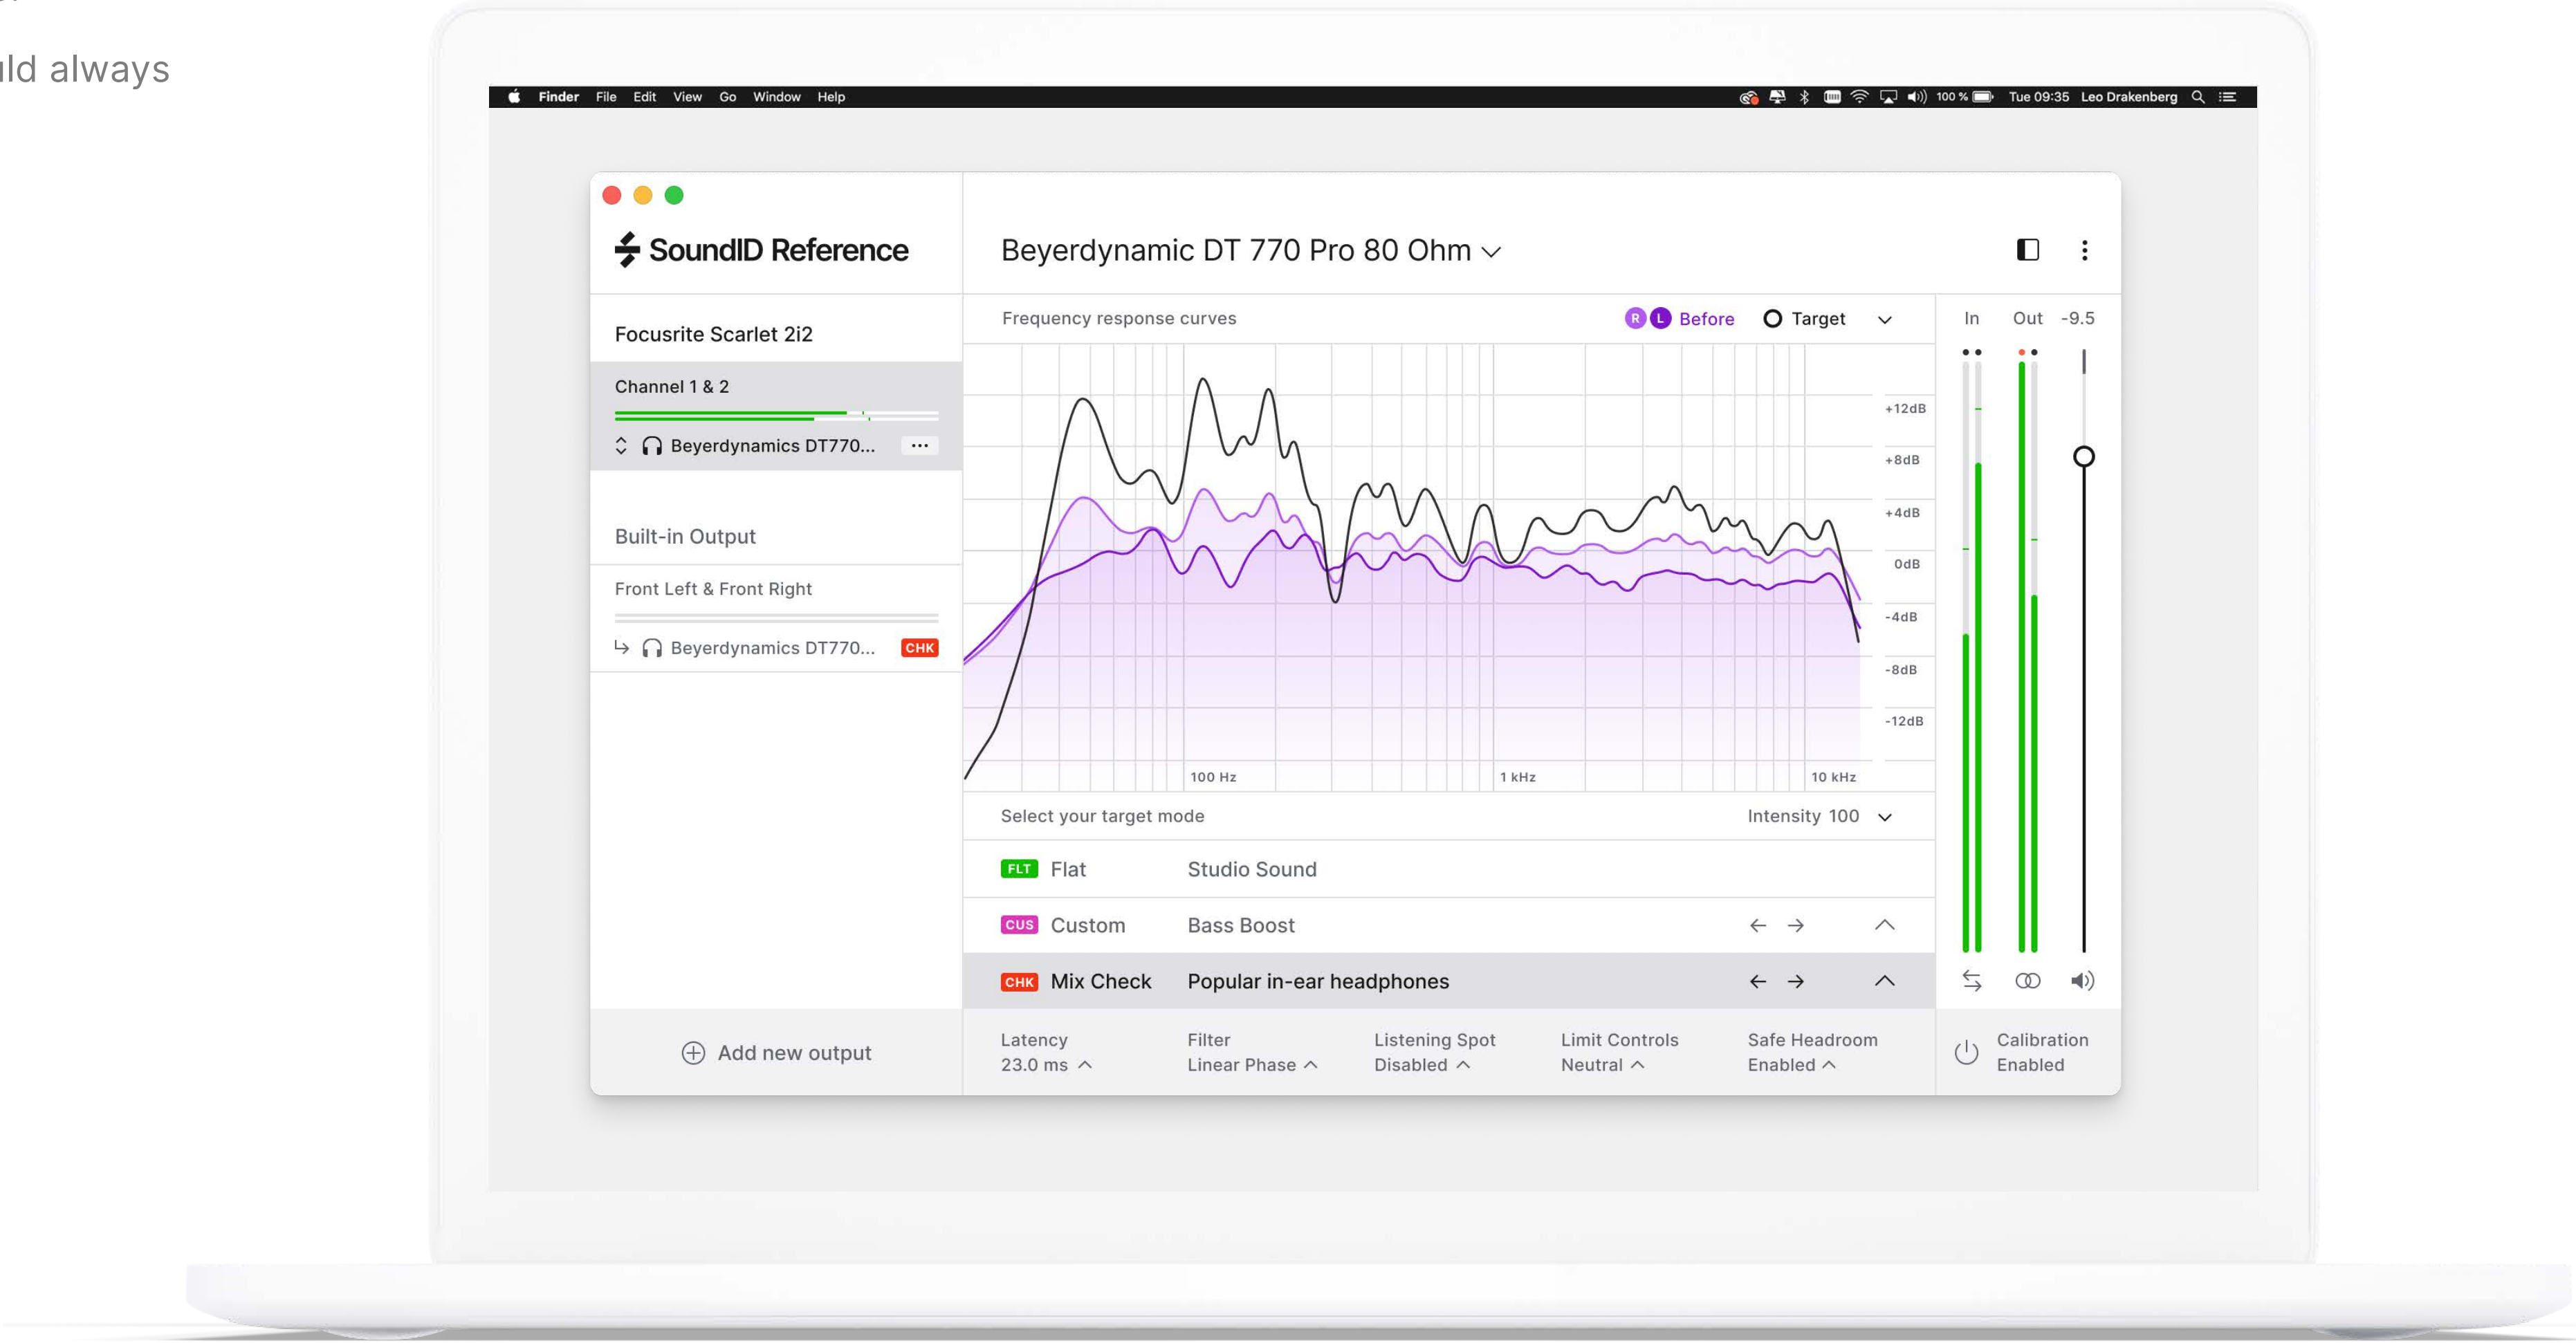 always
Finder File Edit View Go Window Help
100 % Tue 09:35 Leo Drakenberg
SoundID Reference
Beyerdynamic DT 770 Pro 80 Ohm
Focusrite Scarlet 2i2
Channel 1 & 2
Beyerdynamics DT770...
Built-in Output
Front Left & Front Right
Beyerdynamics DT770... CHK
Add new output
Frequency response curves
R L Before Target
+12dB
+8dB
+4dB
0dB
-4dB
-8dB
-12dB
100 Hz 1 kHz 10 kHz
Select your target mode Intensity 100
FLT Flat Studio Sound
CUS Custom Bass Boost
CHK Mix Check Popular in-ear headphones
Latency Filter Listening Spot Limit Controls Safe Headroom
23.0 ms Linear Phase Disabled Neutral Enabled
In Out -9.5
Calibration
Enabled